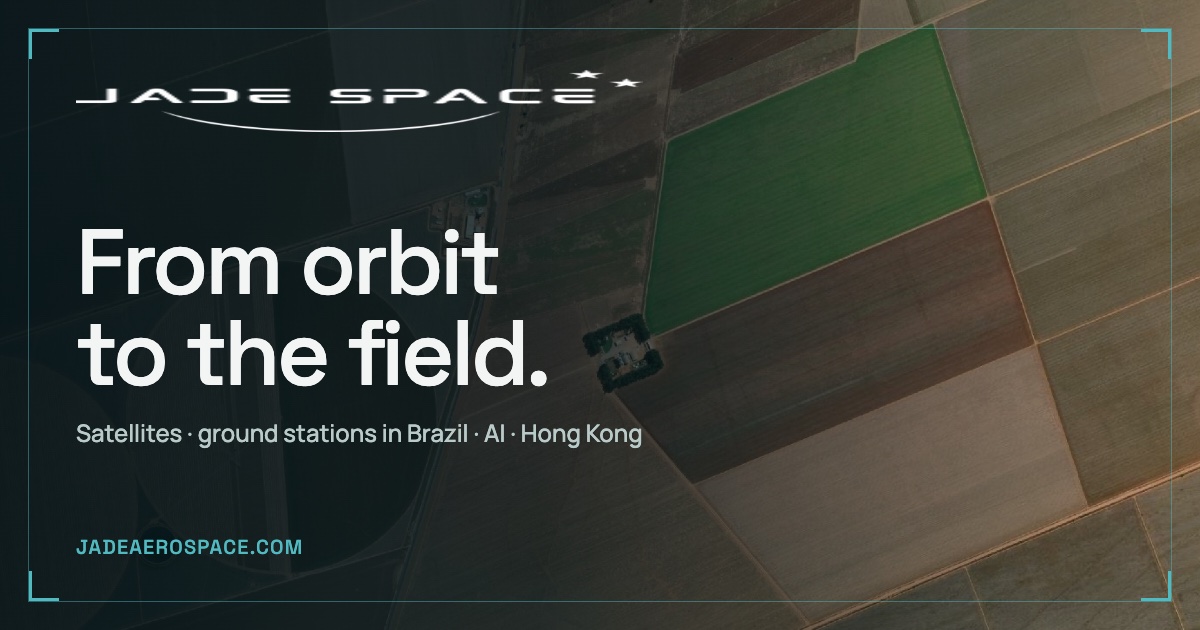 JADE SPACE
From orbit
to the field.
Satellites · ground stations in Brazil · AI · Hong Kong
JADEAEROSPACE.COM